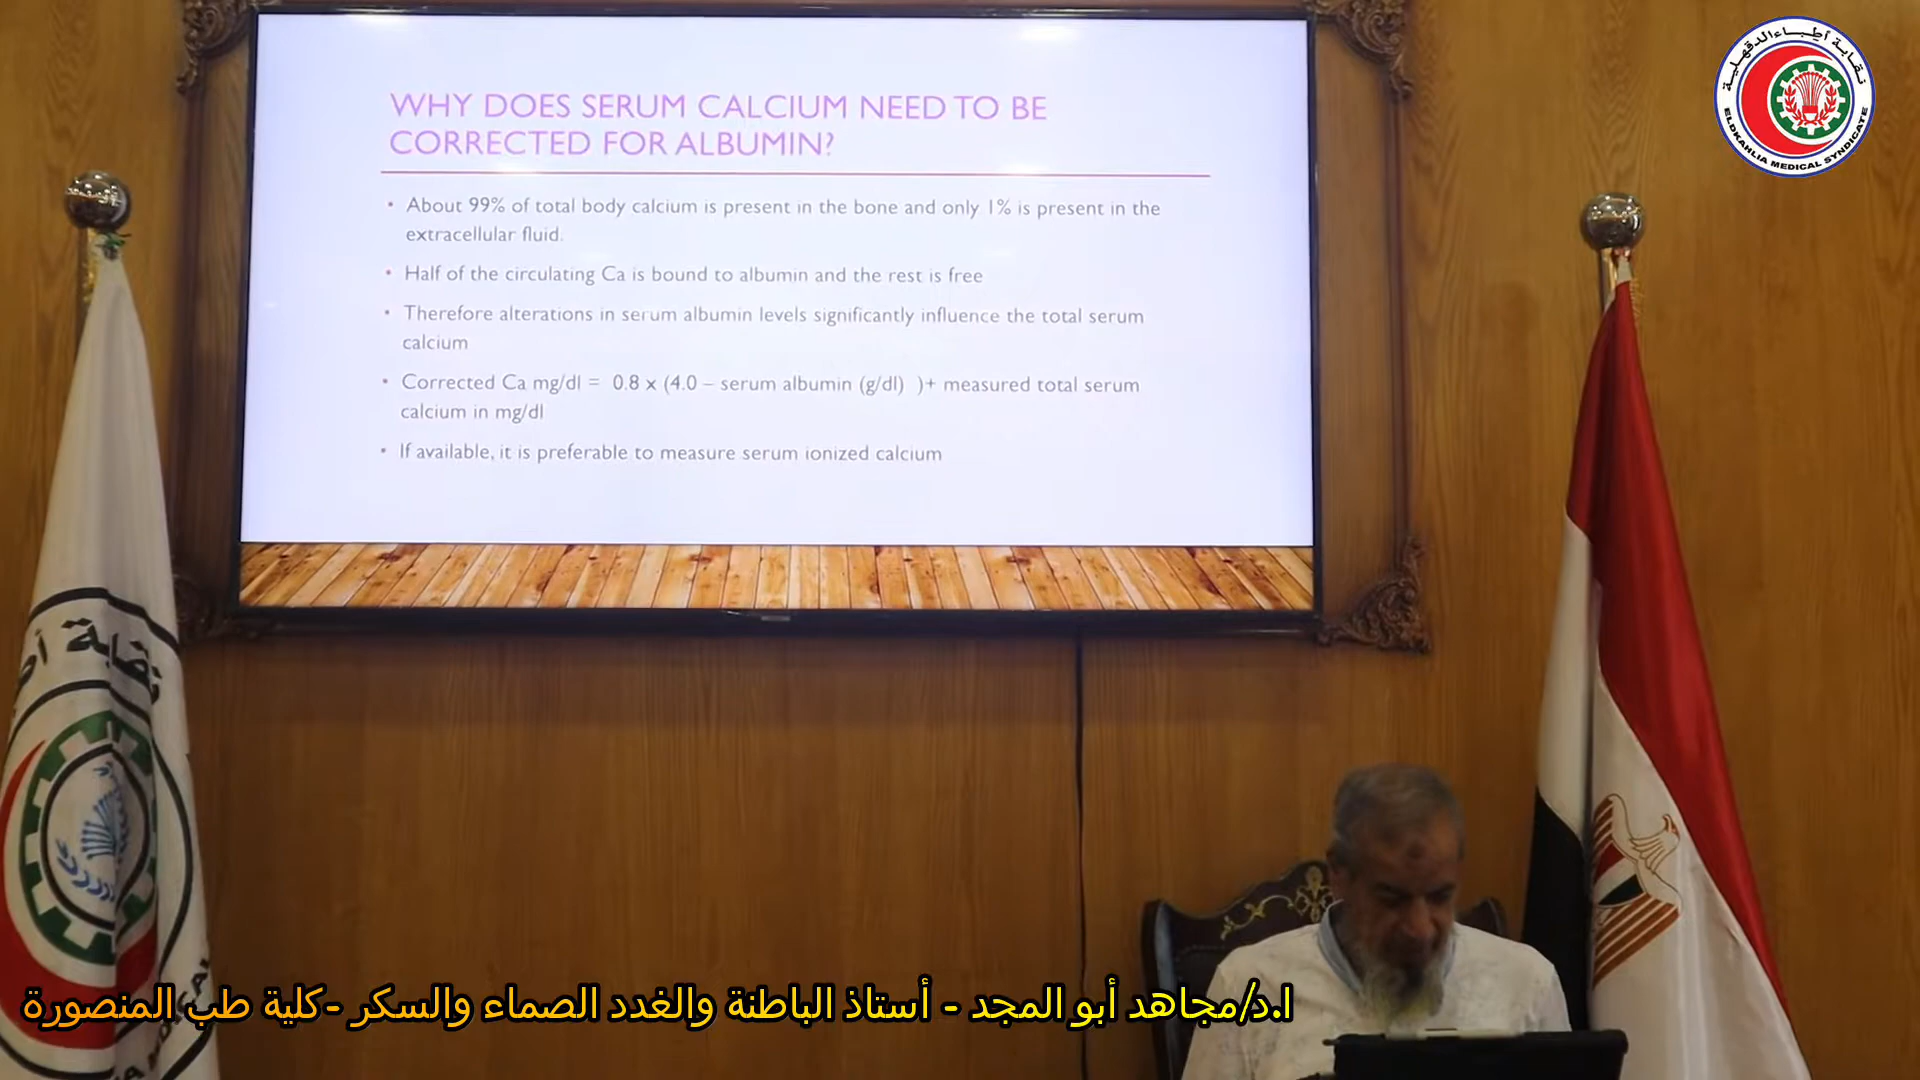 WHY DOES SERUM CALCIUM NEED TO BE
CORRECTED FOR ALBUMIN?
• About 99% of total body calcium is present in the bone and only 1% is present in the
extracellular fluid.
• Half of the circulating Ca is bound to albumin and the rest is free
• Therefore alterations in serum albumin levels significantly influence the total serum
calcium
• Corrected Ca mg/dl = 0.8 x (4.0 – serum albumin (g/dl) )+ measured total serum
calcium in mg/dl
• If available, it is preferable to measure serum ionized calcium
نقابة أطباء الدقهلية
ELDKAHLIA MEDICAL SYNDICATE
نقابة
ا.د/مجاهد أبو المجد - أستاذ الباطنة والغدد الصماء والسكر -كلية طب المنصورة